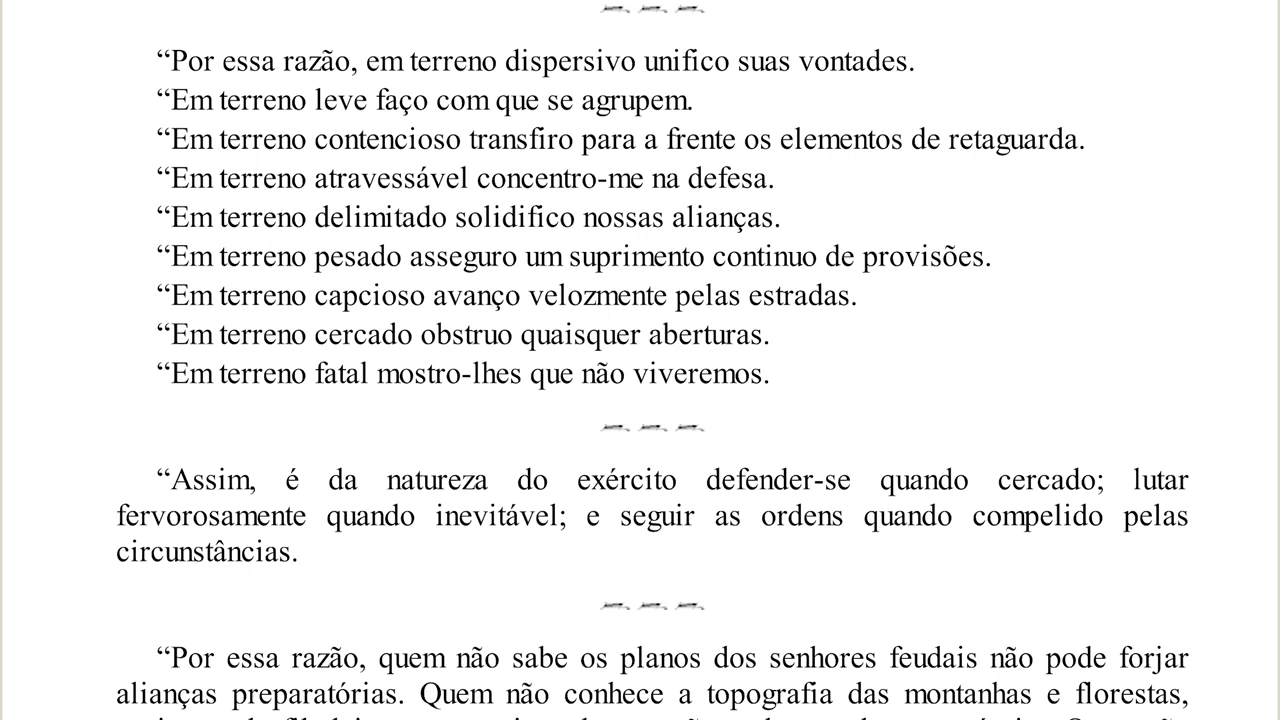 “Por essa razão, em terreno dispersivo unifico suas vontades.
“Em terreno leve faço com que se agrupem.
“Em terreno contencioso transfiro para a frente os elementos de retaguarda.
“Em terreno atravessável concentro-me na defesa.
“Em terreno delimitado solidifico nossas alianças.
“Em terreno pesado asseguro um suprimento continuo de provisões.
“Em terreno capcioso avanço velozmente pelas estradas.
“Em terreno cercado obstruo quaisquer aberturas.
“Em terreno fatal mostro-lhes que não viveremos.
“Assim, é da natureza do exército defender-se quando cercado; lutar
fervorosamente quando inevitável; e seguir as ordens quando compelido pelas
circunstâncias.
“Por essa razão, quem não sabe os planos dos senhores feudais não pode forjar
alianças preparatórias. Quem não conhece a topografia das montanhas e florestas,